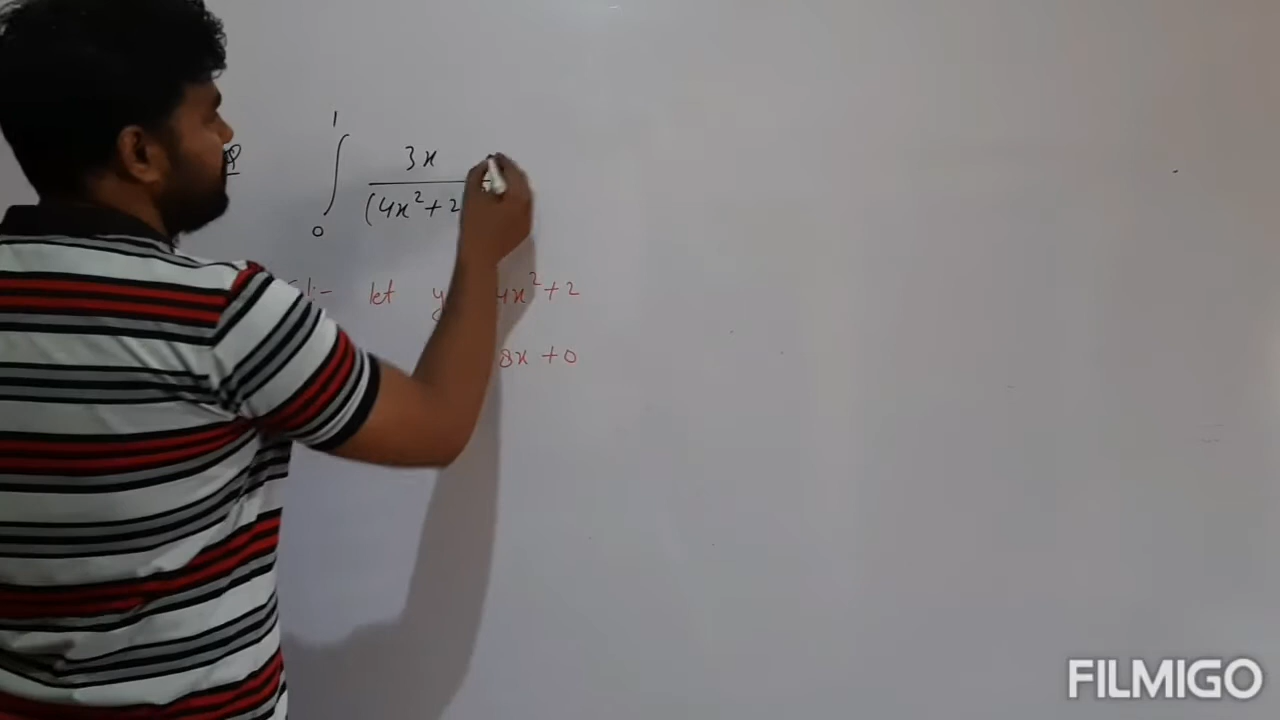 1
∫ 3x
0 (4x²+2
let y 4x²+2
8x+0
FILMIGO